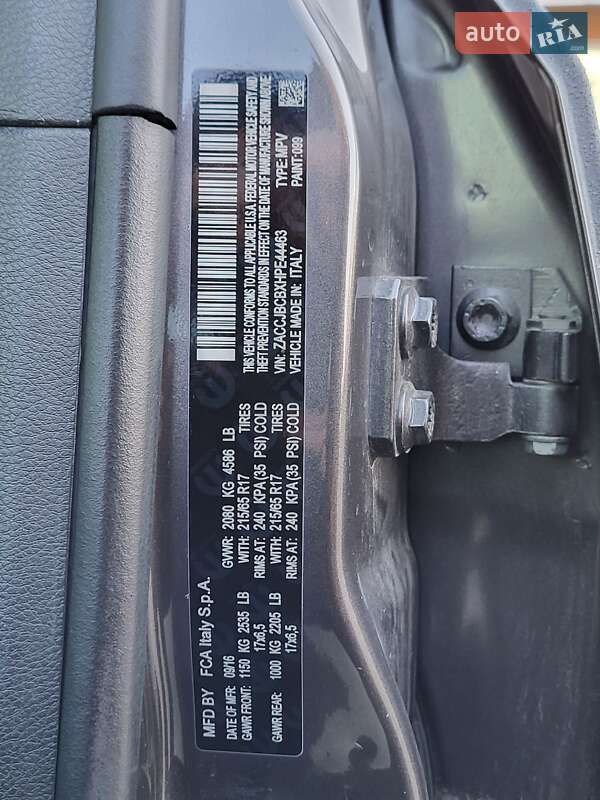 auto RIA.com
MFD BY FCA Italy S.p.A.
DATE OF MFR: 09/16 GVWR: 2080 KG 4586 LB
GAWR FRONT: 1150 KG 2535 LB WITH: 215/65 R17 TIRES
17x6,5 RIMS AT: 240 KPA(35 PSI) COLD
GAWR REAR: 1000 KG 2205 LB WITH: 215/65 R17 TIRES
17x6,5 RIMS AT: 240 KPA(35 PSI) COLD
THIS VEHICLE CONFORMS TO ALL APPLICABLE U.S.A. FEDERAL MOTOR VEHICLE SAFETY AND
THEFT PREVENTION STANDARDS IN EFFECT ON THE DATE OF MANUFACTURE SHOWN ABOVE
VIN: ZACCJBCBXHPE44463 TYPE: MPV
VEHICLE MADE IN: ITALY PAINT:099